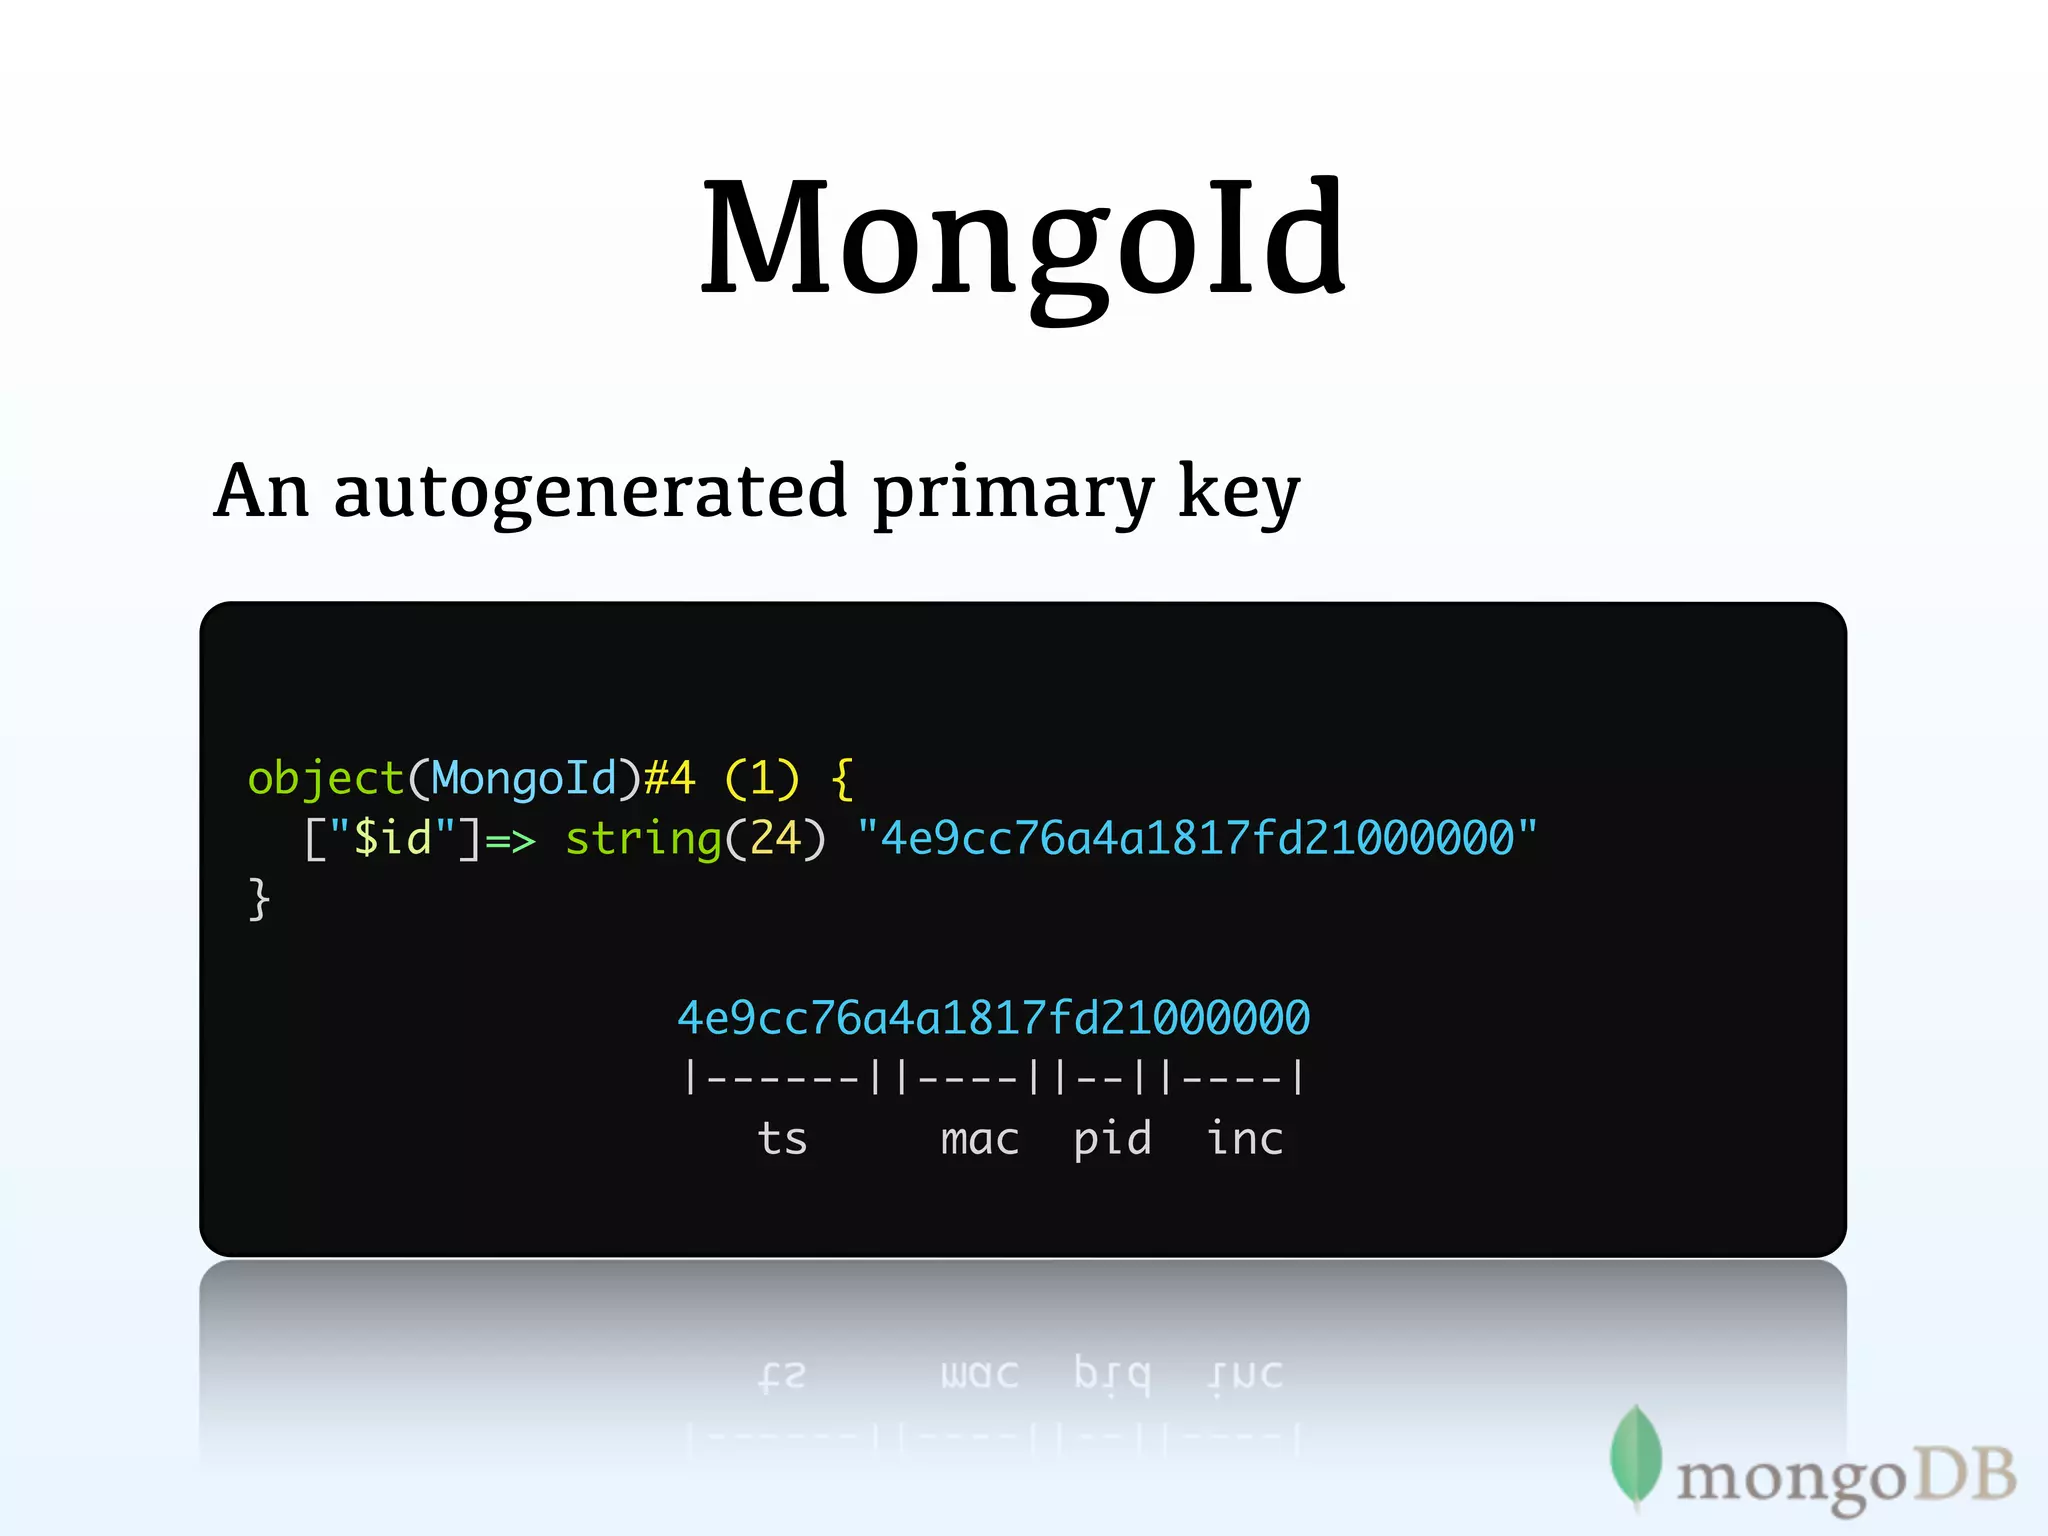 MongoId
An autogenerated primary key
object(MongoId)#4 (1) {
  ["$id"]=> string(24) "4e9cc76a4a1817fd21000000"
}
4e9cc76a4a1817fd21000000
|------||----||--||----|
ts mac pid inc
mongoDB